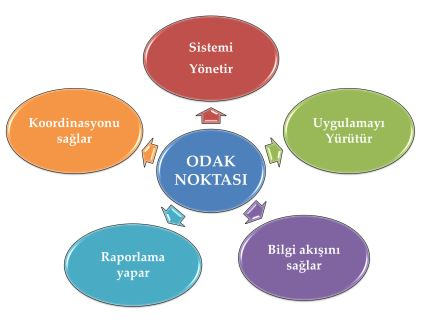 Sistemi
Yönetir
Koordinasyonu
sağlar
Uygulamayı
Yürütür
ODAK
NOKTASI
Raporlama
yapar
Bilgi akışını
sağlar